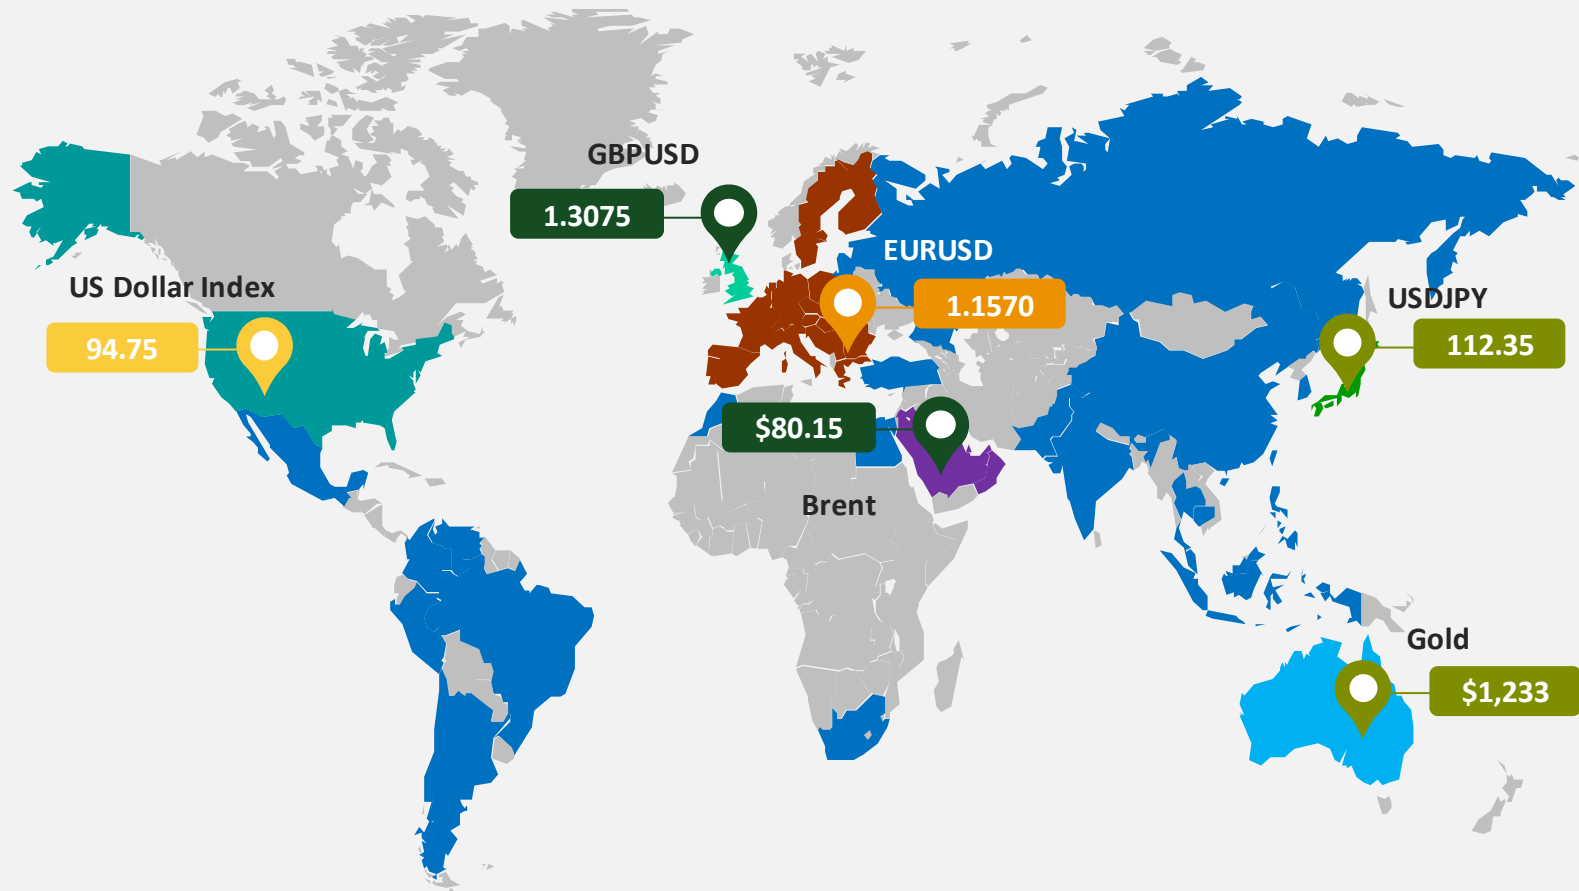 GBPUSD
1.3075
EURUSD
1.1570
US Dollar Index
94.75
USDJPY
112.35
$80.15
Brent
Gold
$1,233